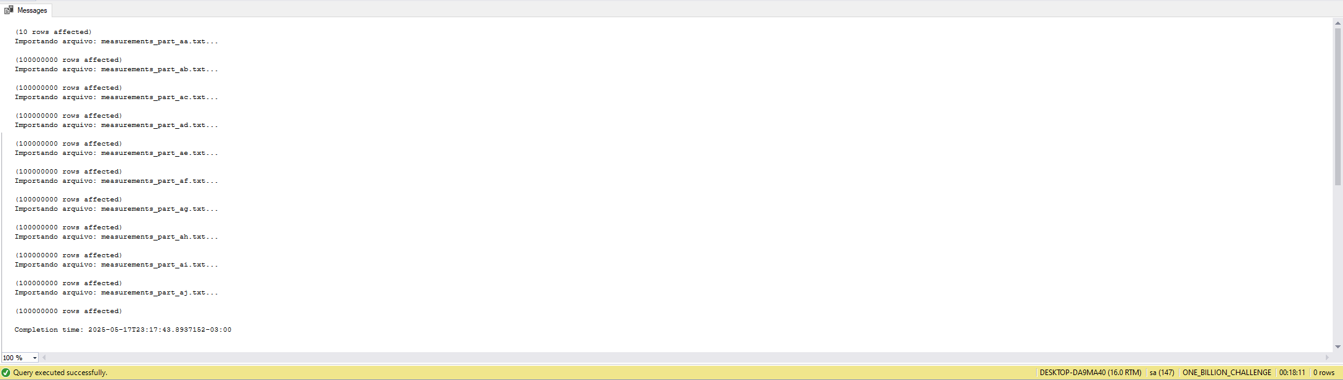 Messages
(10 rows affected)
Importando arquivo: measurements_part_aa.txt...
(100000000 rows affected)
Importando arquivo: measurements_part_ab.txt...
(100000000 rows affected)
Importando arquivo: measurements_part_ac.txt...
(100000000 rows affected)
Importando arquivo: measurements_part_ad.txt...
(100000000 rows affected)
Importando arquivo: measurements_part_ae.txt...
(100000000 rows affected)
Importando arquivo: measurements_part_af.txt...
(100000000 rows affected)
Importando arquivo: measurements_part_ag.txt...
(100000000 rows affected)
Importando arquivo: measurements_part_ah.txt...
(100000000 rows affected)
Importando arquivo: measurements_part_ai.txt...
(100000000 rows affected)
Importando arquivo: measurements_part_aj.txt...
(100000000 rows affected)
Completion time: 2025-05-17T23:17:43.8937152-03:00
100 %
Query executed successfully. DESKTOP-DA9MA40 (16.0 RTM) sa (147) ONE_BILLION_CHALLENGE 00:18:11 0 rows